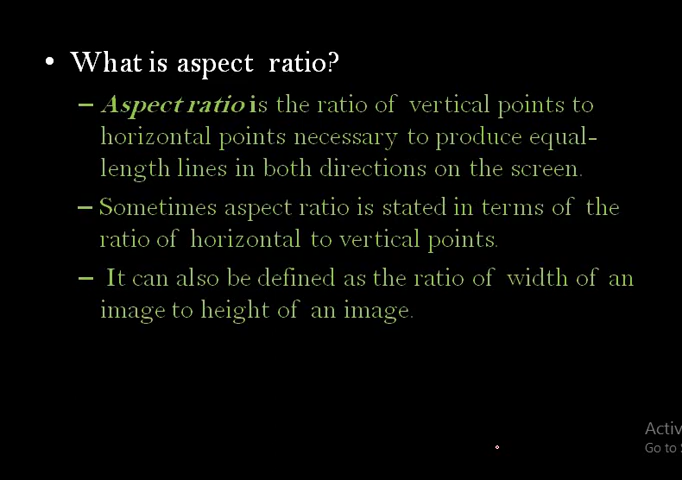 • What is aspect ratio?
– Aspect ratio is the ratio of vertical points to
horizontal points necessary to produce equal-
length lines in both directions on the screen.
– Sometimes aspect ratio is stated in terms of the
ratio of horizontal to vertical points.
– It can also be defined as the ratio of width of an
image to height of an image.
Activ
Go to